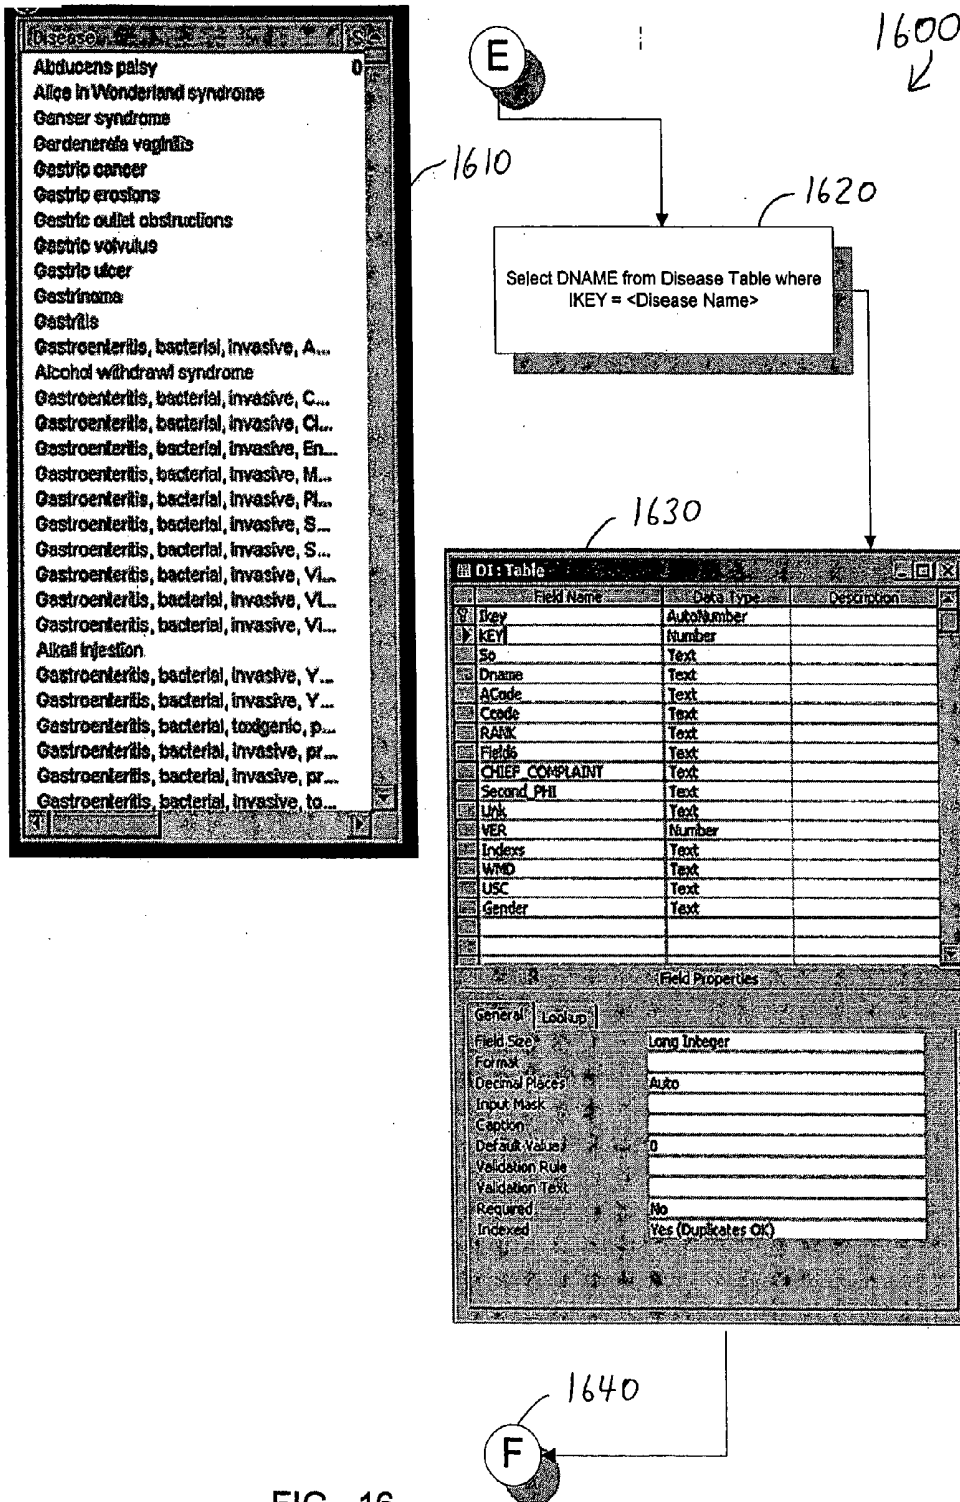 1600
Disease
Abducens palsy 0
Alice in Wonderland syndrome
Ganser syndrome
Gardenerela vaginitis
Gastric cancer
Gastric erosions
Gastric outlet obstructions
Gastric volvulus
Gastric ulcer
Gastrinoma
Gastritis
Gastroenteritis, bacterial, invasive, A...
Alcohol withdrawl syndrome
Gastroenteritis, bacterial, invasive, C...
Gastroenteritis, bacterial, invasive, Cl...
Gastroenteritis, bacterial, invasive, En...
Gastroenteritis, bacterial, invasive, M...
Gastroenteritis, bacterial, invasive, Pl...
Gastroenteritis, bacterial, invasive, S...
Gastroenteritis, bacterial, invasive, S...
Gastroenteritis, bacterial, invasive, Vi...
Gastroenteritis, bacterial, invasive, Vi...
Gastroenteritis, bacterial, invasive, Vi...
Alkali injestion
Gastroenteritis, bacterial, invasive, Y...
Gastroenteritis, bacterial, invasive, Y...
Gastroenteritis, bacterial, toxigenic, p...
Gastroenteritis, bacterial, invasive, pr...
Gastroenteritis, bacterial, invasive, pr...
Gastroenteritis, bacterial, invasive, to...
1610
E
1620
Select DNAME from Disease Table where
IKEY = <Disease Name>
1630
DI : Table
Field Name Data Type Description
Ikey AutoNumber
KEY Number
So Text
Dname Text
ACode Text
Ccode Text
RANK Text
Field6 Text
CHIEF_COMPLAINT Text
Second_PHI Text
Link Text
VER Number
Indexs Text
WMD Text
USC Text
Gender Text
Field Properties
General Lookup
Field Size Long Integer
Format
Decimal Places Auto
Input Mask
Caption
Default Value 0
Validation Rule
Validation Text
Required No
Indexed Yes (Duplicates OK)
1640
F
FIG. 16